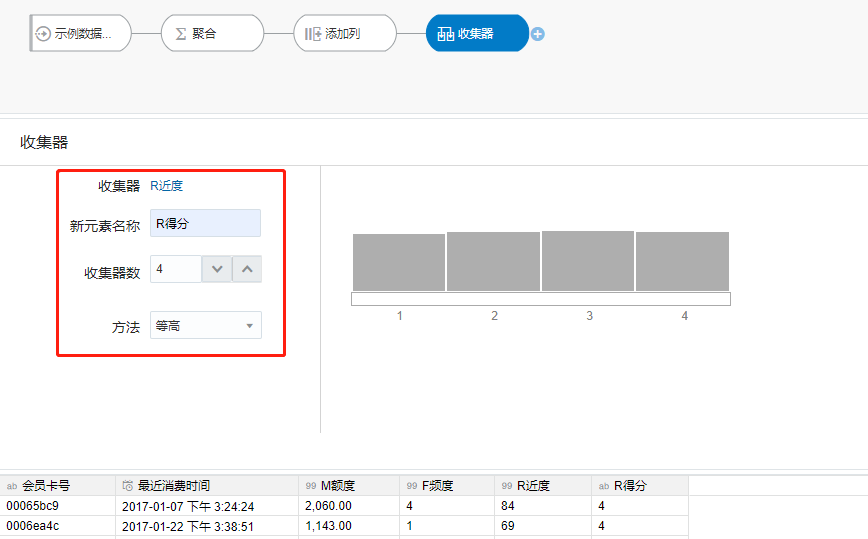 示例数据...
聚合
添加列
收集器
收集器
收集器 R近度
新元素名称 R得分
收集器数 4
方法 等高
1 2 3 4
ab 会员卡号 最近消费时间 99 M额度 99 F频度 99 R近度 ab R得分
00065bc9 2017-01-07 下午 3:24:24 2,060.00 4 84 4
0006ea4c 2017-01-22 下午 3:38:51 1,143.00 1 69 4